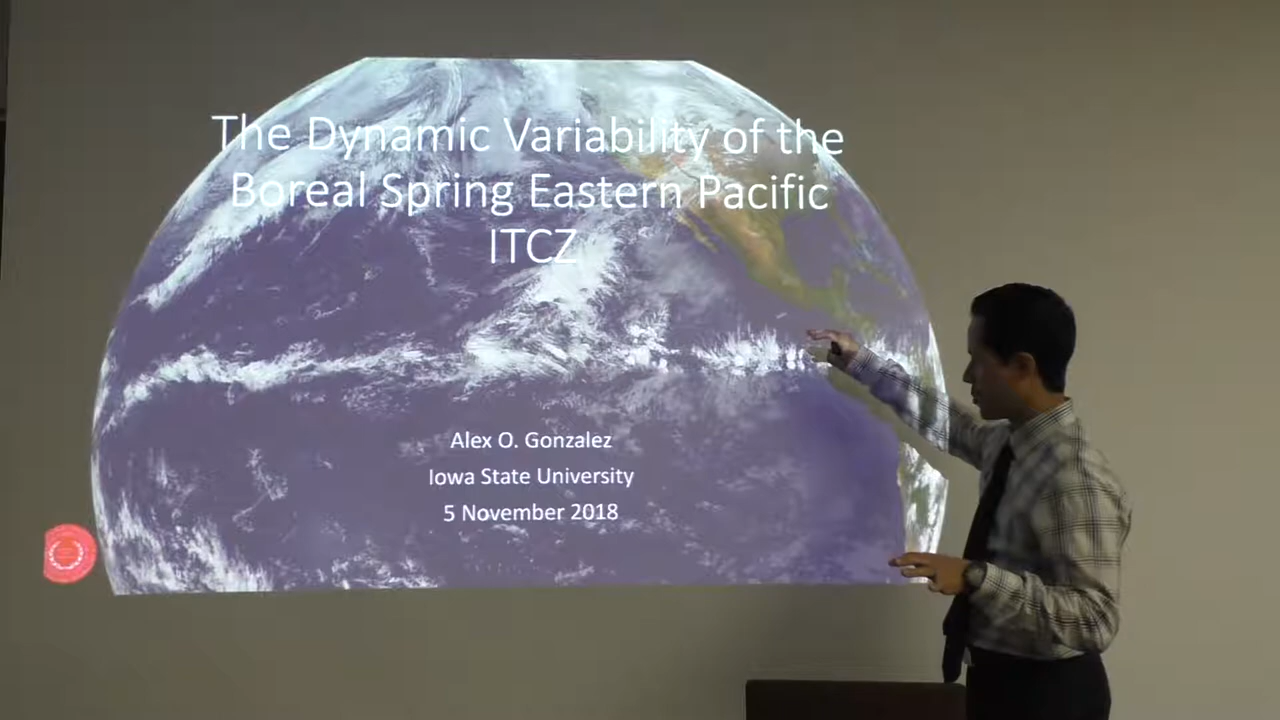 The Dynamic Variability of the
Boreal Spring Eastern Pacific
ITCZ
Alex O. Gonzalez
Iowa State University
5 November 2018